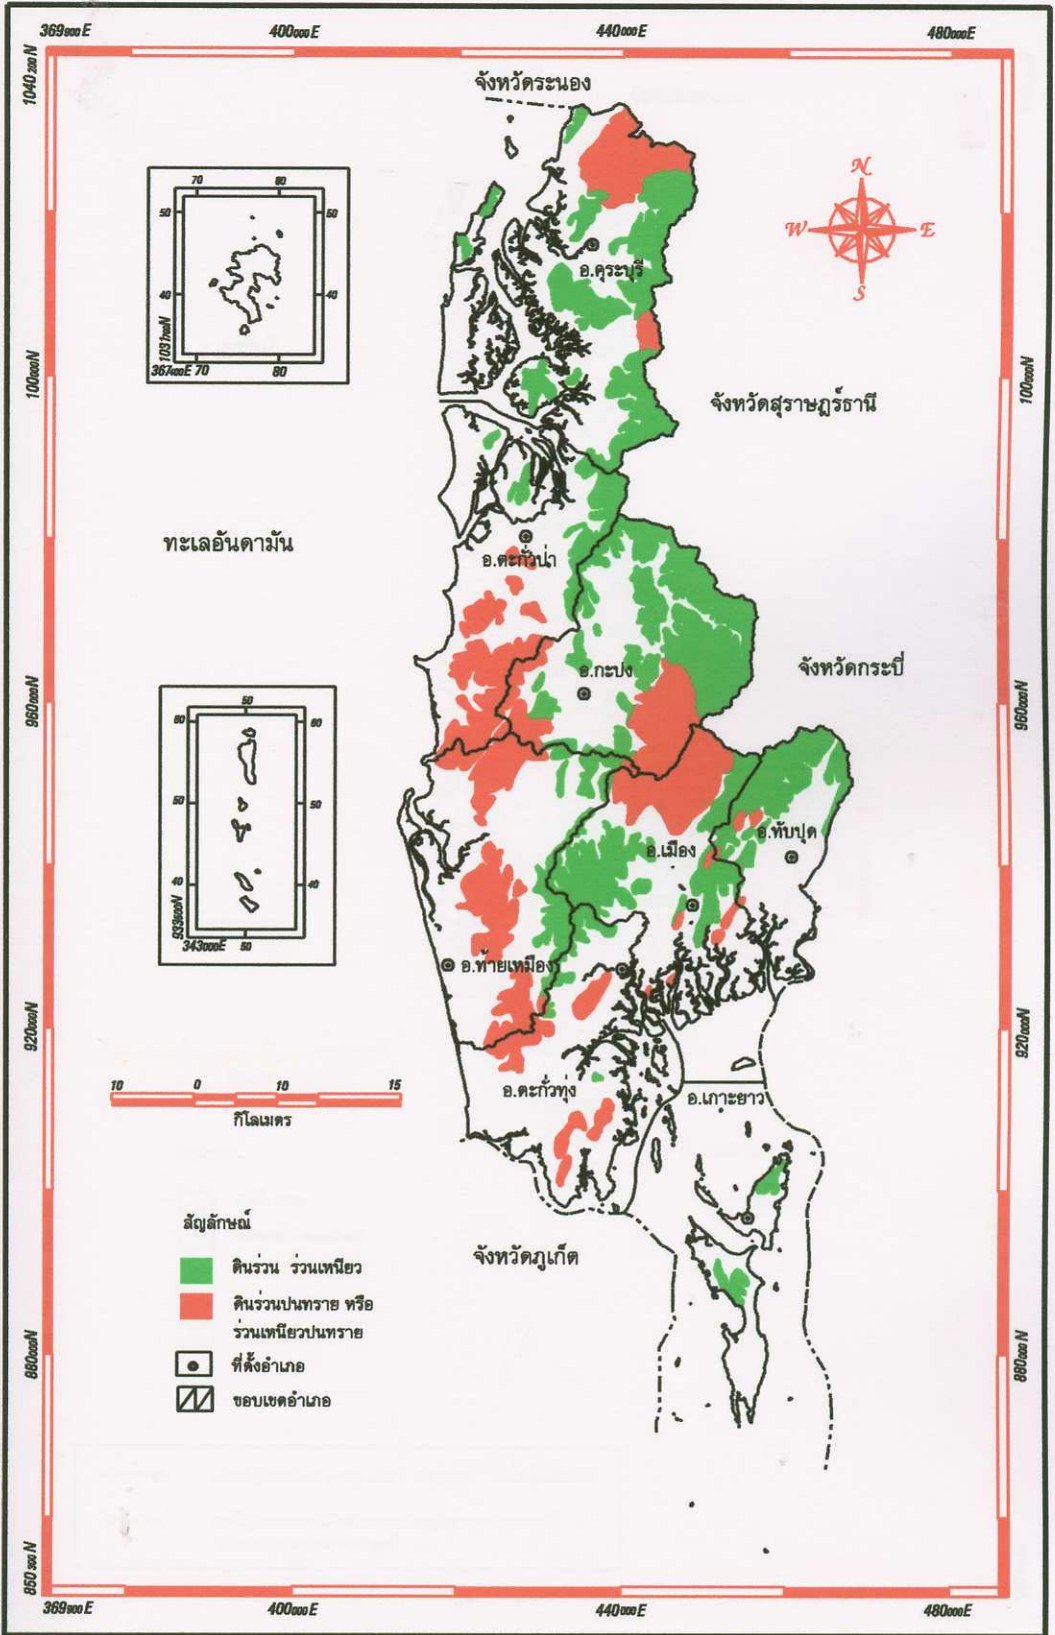 369900E 400000E 440000E 480000E
1040200N
จังหวัดระนอง
N
W E
S
70 80
50 50
40 40
1031700N
367400E 70 80
อ.คุระบุรี
100000N 100000N
จังหวัดสุราษฎร์ธานี
ทะเลอันดามัน
อ.ตะกั่วป่า
อ.กะปง
จังหวัดกระบี่
960000N 960000N
50
60 60
50 50
40 40
933600N
343000E 50
อ.ทับปุด
อ.เมือง
อ.ท้ายเหมือง
920000N 920000N
10 0 10 15
กิโลเมตร
อ.ตะกั่วทุ่ง
อ.เกาะยาว
จังหวัดภูเก็ต
สัญลักษณ์
ดินร่วน ร่วนเหนียว
ดินร่วนปนทราย หรือ
ร่วนเหนียวปนทราย
ที่ตั้งอำเภอ
ขอบเขตอำเภอ
880000N 880000N
850300N
369900E 400000E 440000E 480000E